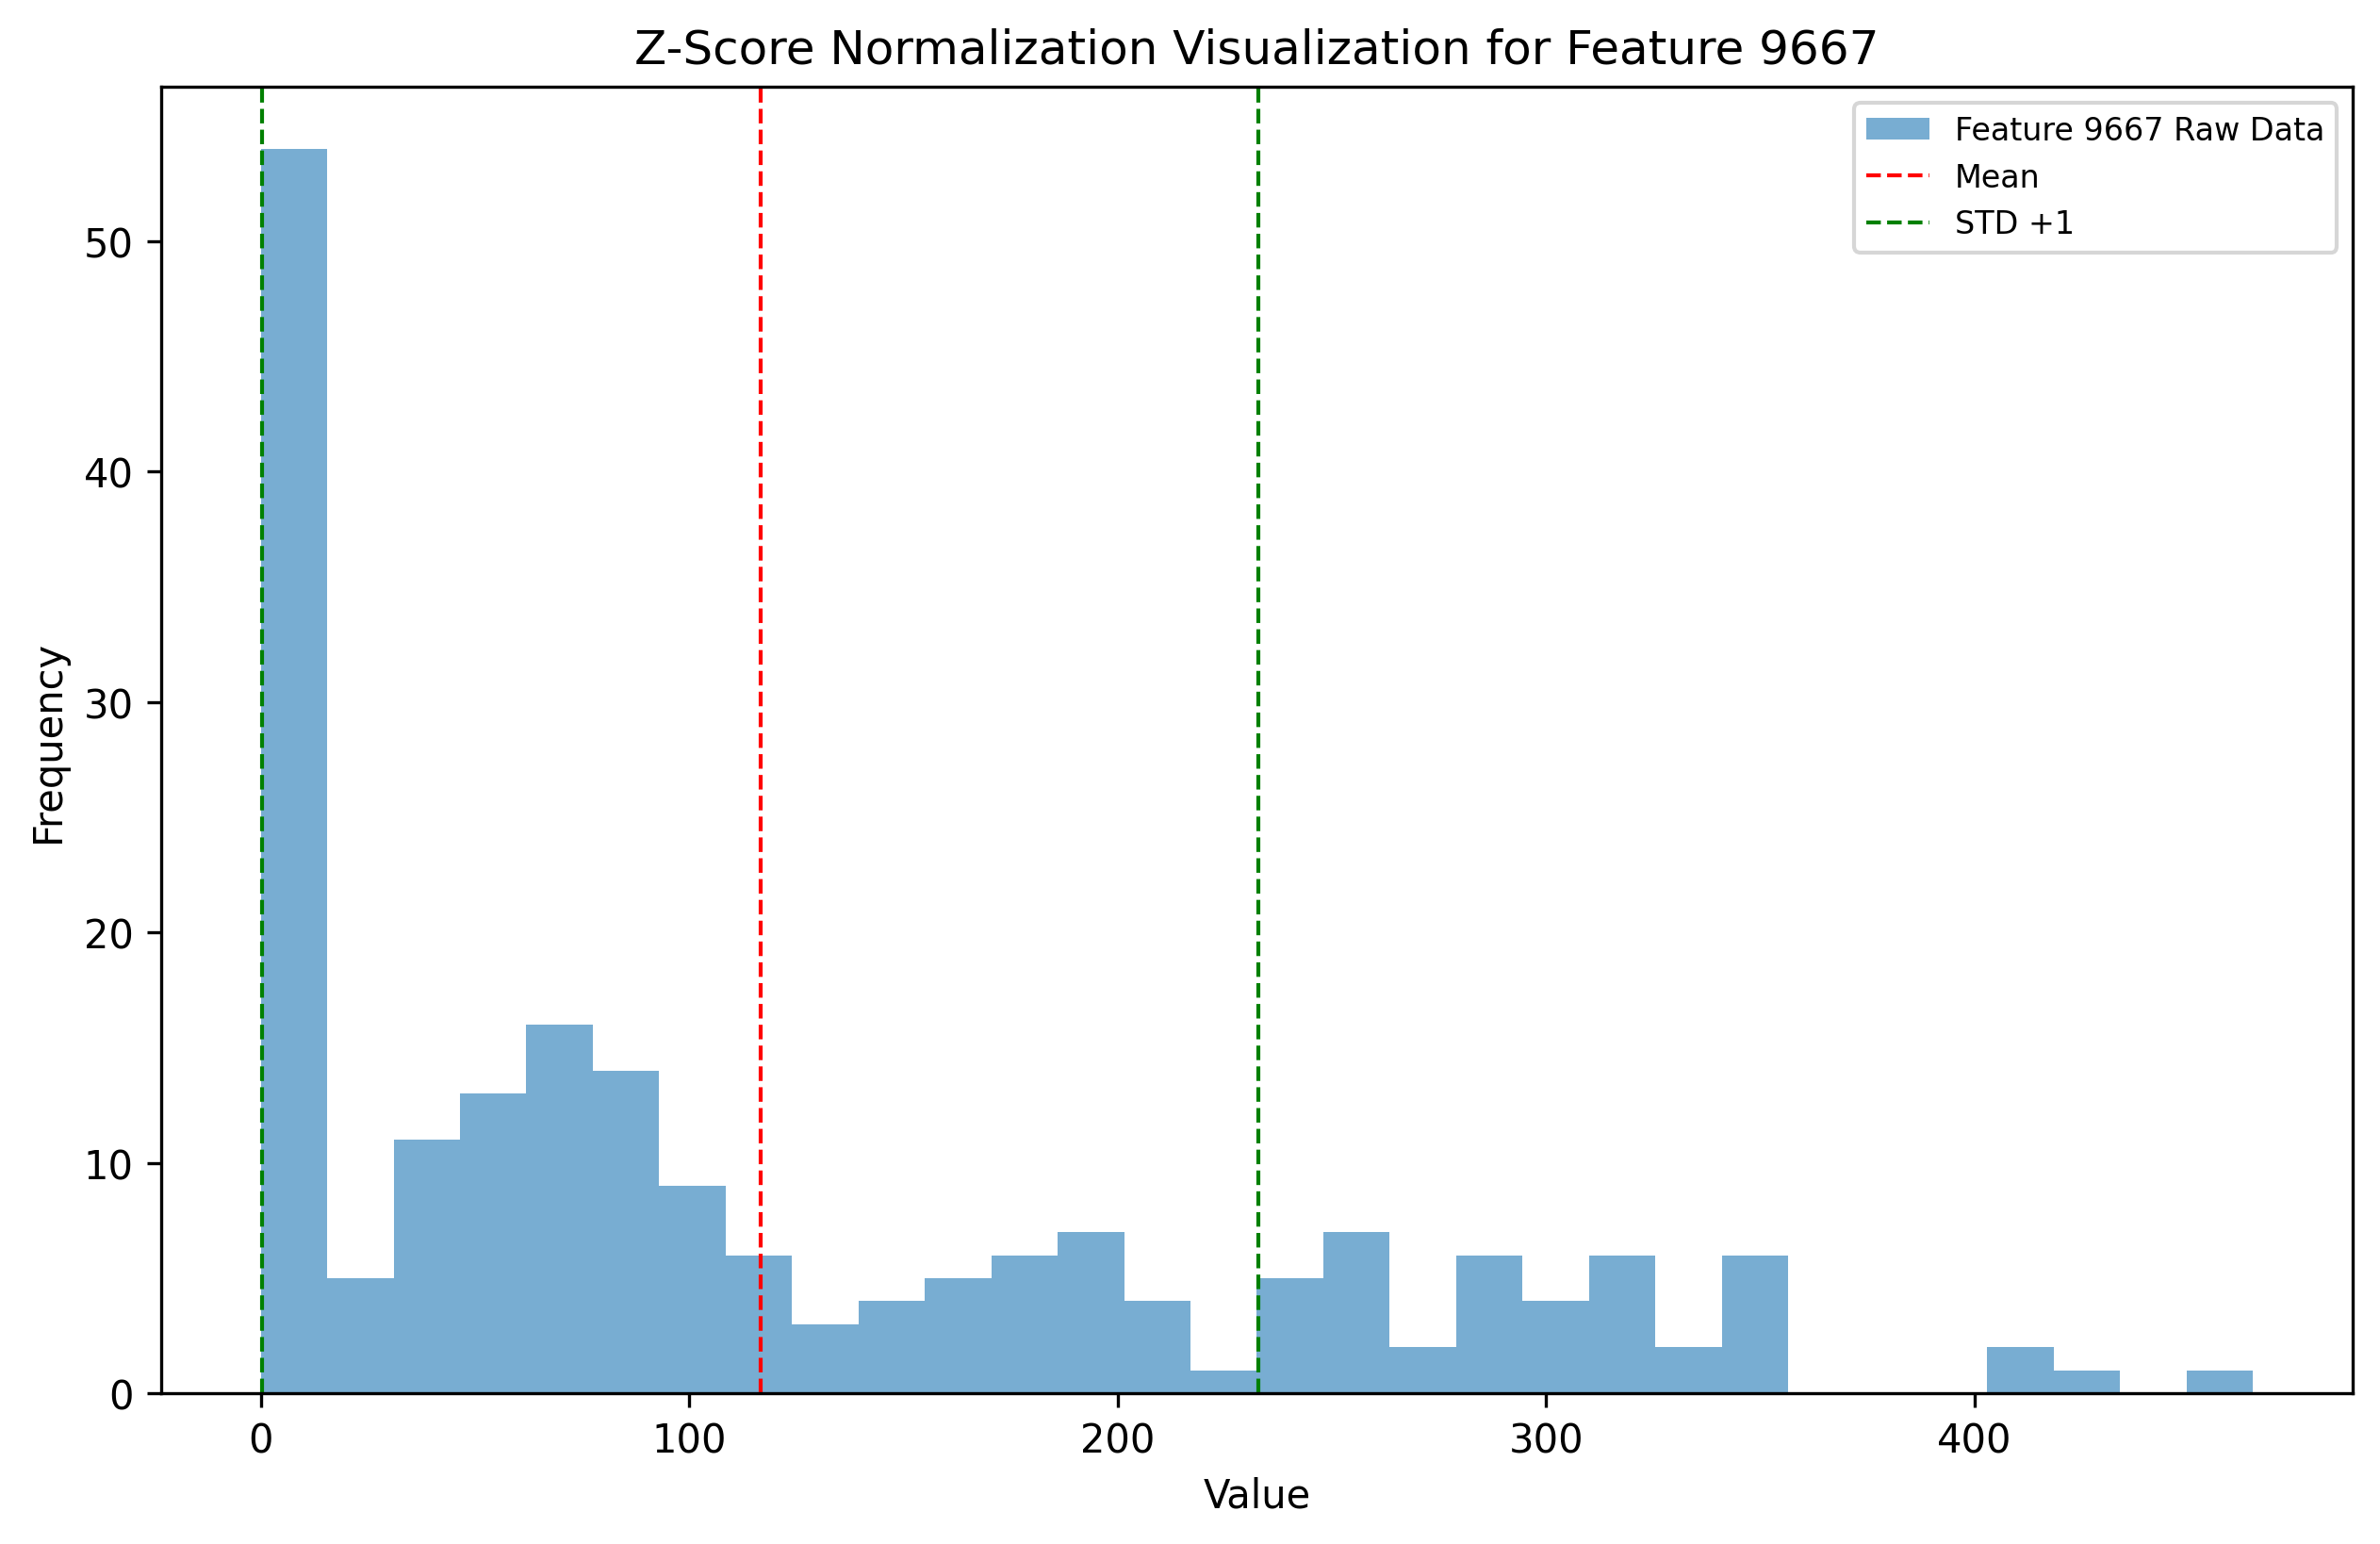 Z-Score Normalization Visualization for Feature 9667
Feature 9667 Raw Data
Mean
STD +1
50
40
30
20
10
0
Frequency
0 100 200 300 400
Value